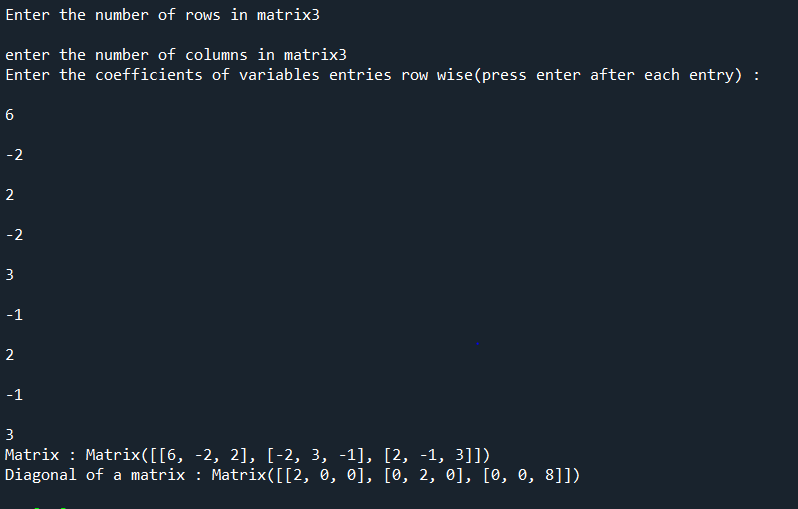 Enter the number of rows in matrix3
enter the number of columns in matrix3
Enter the coefficients of variables entries row wise(press enter after each entry) :
6
-2
2
-2
3
-1
2
-1
3
Matrix : Matrix([[6, -2, 2], [-2, 3, -1], [2, -1, 3]])
Diagonal of a matrix : Matrix([[2, 0, 0], [0, 2, 0], [0, 0, 8]])